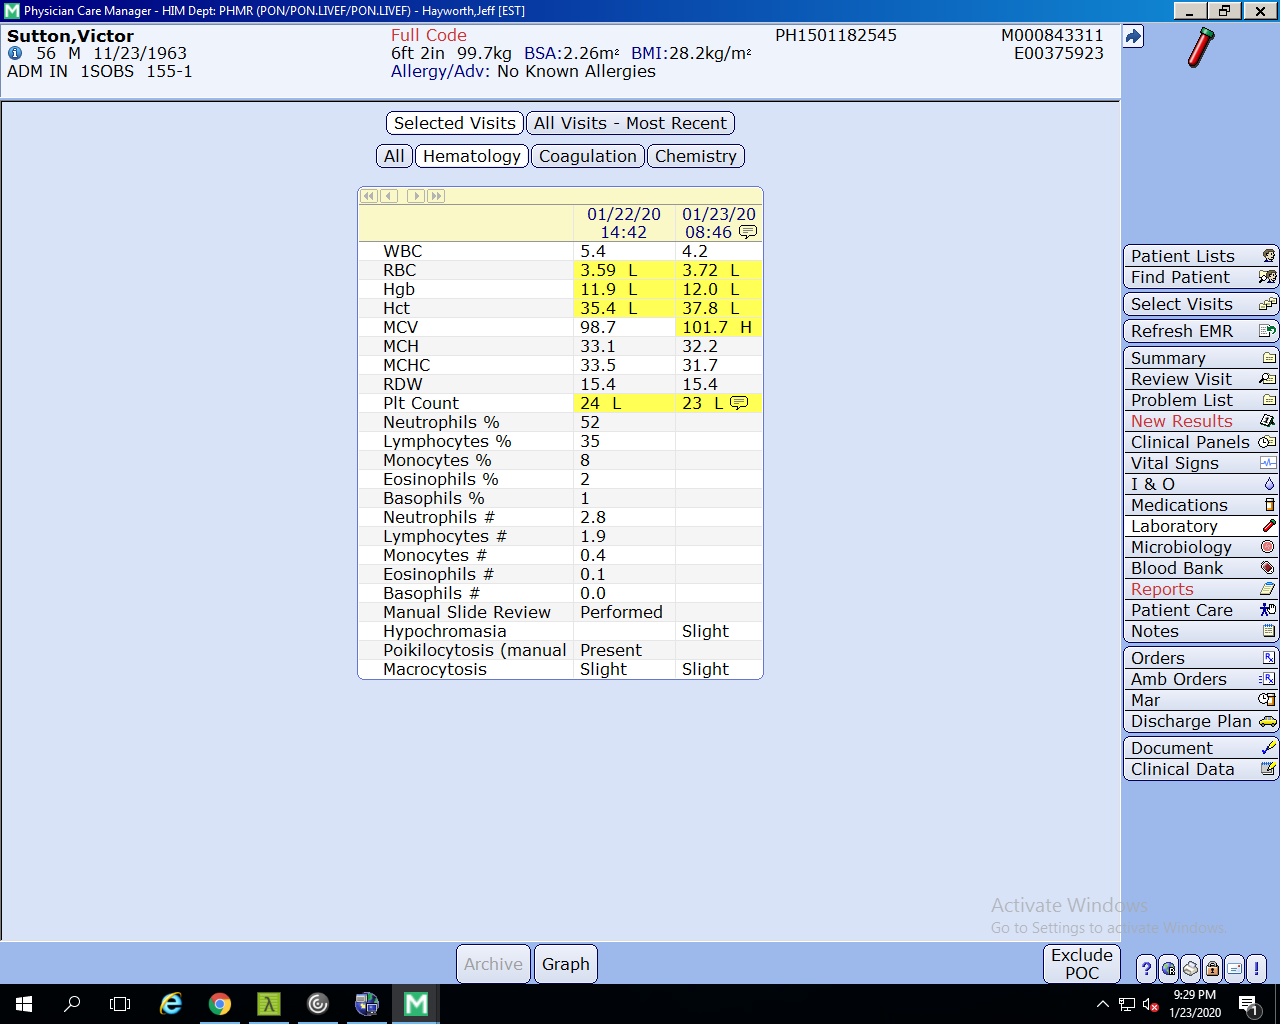 Physician Care Manager - HIM Dept: PHMR (PON/PON.LIVEF/PON.LIVEF) - Hayworth,Jeff [EST]
Sutton,Victor
56 M 11/23/1963
ADM IN 1SOBS 155-1
Full Code
6ft 2in 99.7kg BSA:2.26m² BMI:28.2kg/m²
Allergy/Adv: No Known Allergies
PH1501182545
M000843311
E00375923
Selected Visits All Visits - Most Recent
All Hematology Coagulation Chemistry
01/22/20 01/23/20
14:42 08:46
WBC 5.4 4.2
RBC 3.59 L 3.72 L
Hgb 11.9 L 12.0 L
Hct 35.4 L 37.8 L
MCV 98.7 101.7 H
MCH 33.1 32.2
MCHC 33.5 31.7
RDW 15.4 15.4
Plt Count 24 L 23 L
Neutrophils % 52
Lymphocytes % 35
Monocytes % 8
Eosinophils % 2
Basophils % 1
Neutrophils # 2.8
Lymphocytes # 1.9
Monocytes # 0.4
Eosinophils # 0.1
Basophils # 0.0
Manual Slide Review Performed
Hypochromasia Slight
Poikilocytosis (manual Present
Macrocytosis Slight Slight
Patient Lists
Find Patient
Select Visits
Refresh EMR
Summary
Review Visit
Problem List
New Results
Clinical Panels
Vital Signs
I & O
Medications
Laboratory
Microbiology
Blood Bank
Reports
Patient Care
Notes
Orders
Amb Orders
Mar
Discharge Plan
Document
Clinical Data
Activate Windows
Go to Settings to activate Windows.
Archive Graph
Exclude
POC
9:29 PM
1/23/2020
1